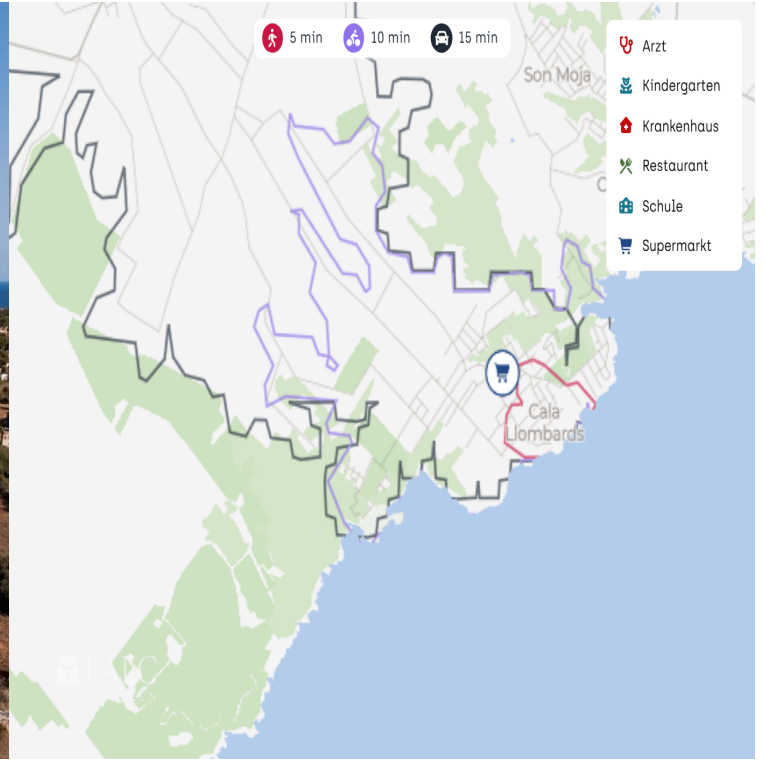 5 min
10 min
15 min
Arzt
Kindergarten
Krankenhaus
Restaurant
Schule
Supermarkt
Son Moja
Cala
Llombards